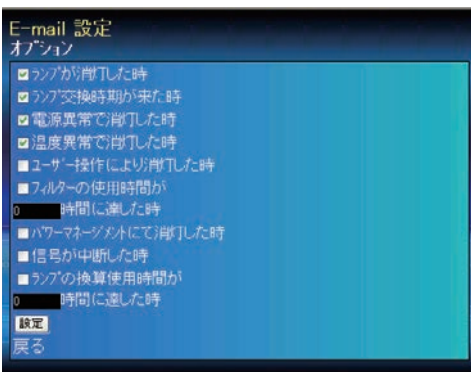 E-mail 設定
オプション
ランプが消灯した時
ランプ交換時期が来た時
電源異常で消灯した時
温度異常で消灯した時
ユーザー操作により消灯した時
フィルターの使用時間が
0 時間に達した時
パワーマネージメントにて消灯した時
信号が中断した時
ランプの換算使用時間が
0 時間に達した時
設定
戻る